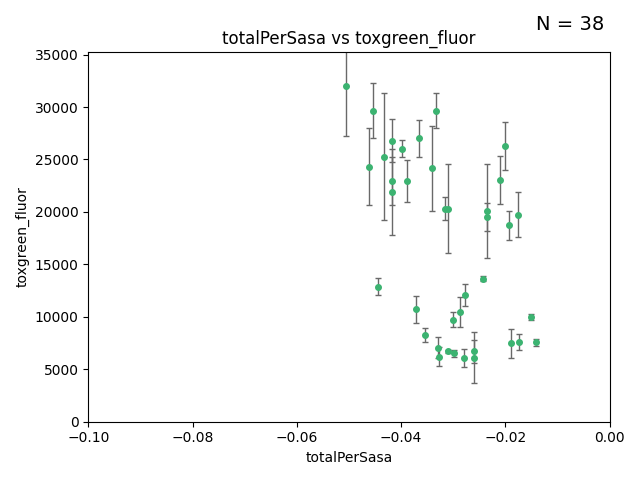 N = 38
totalPerSasa vs toxgreen_fluor
35000
30000
25000
20000
15000
10000
5000
0
toxgreen_fluor
−0.10 −0.08 −0.06 −0.04 −0.02 0.00
totalPerSasa